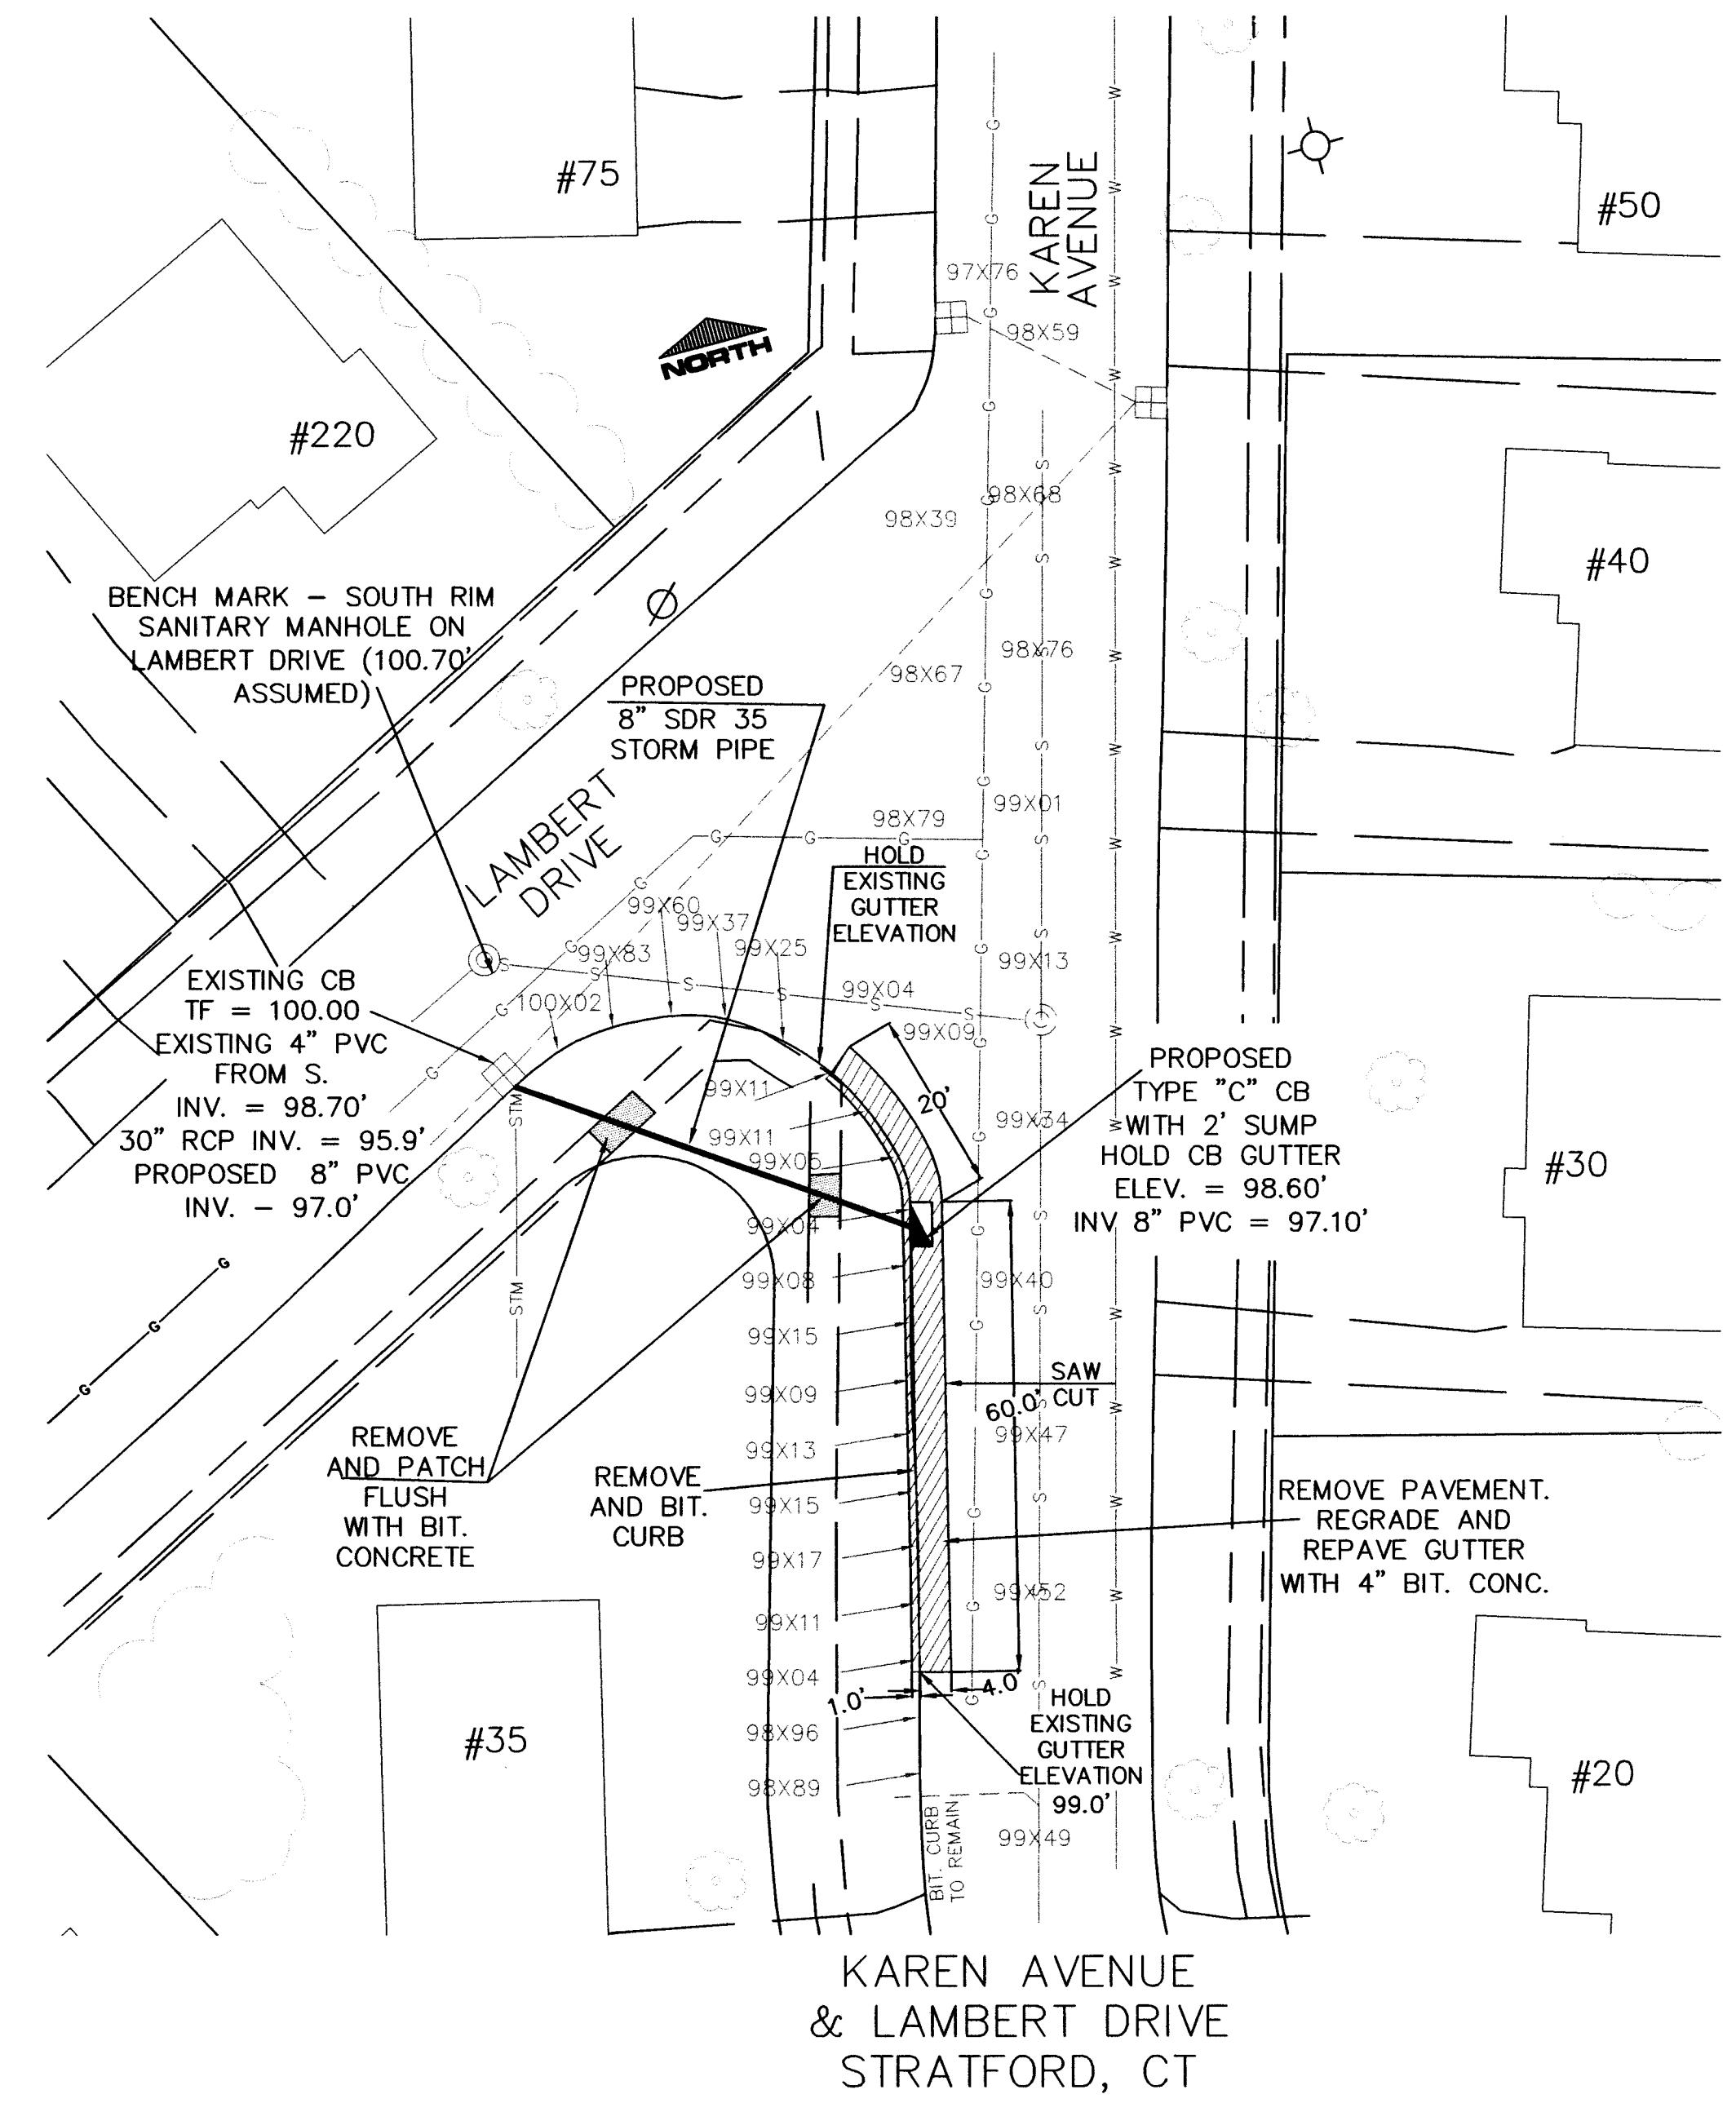 #75
KAREN
AVENUE
#50
97X76
98X59
NORTH
#220
98X68
98X39
#40
BENCH MARK – SOUTH RIM
SANITARY MANHOLE ON
LAMBERT DRIVE (100.70'
ASSUMED)
98X76
98X67
PROPOSED
8" SDR 35
STORM PIPE
LAMBERT
DRIVE
99X01
98X79
HOLD
EXISTING
GUTTER
ELEVATION
99X60
99X37
99X25
99X83
99X13
99X04
100X02
99X09
EXISTING CB
TF = 100.00
EXISTING 4" PVC
FROM S.
INV. = 98.70'
30" RCP INV. = 95.9'
PROPOSED 8" PVC
INV. – 97.0'
PROPOSED
TYPE "C" CB
WITH 2' SUMP
HOLD CB GUTTER
ELEV. = 98.60'
INV 8" PVC = 97.10'
20'
99X11
99X34
99X11
99X05
#30
99X04
STM
STM
99X08
99X40
99X15
SAW
CUT
60.0'
99X09
99X47
99X13
REMOVE
AND PATCH
FLUSH
WITH BIT.
CONCRETE
REMOVE
AND BIT.
CURB
99X15
REMOVE PAVEMENT.
REGRADE AND
REPAVE GUTTER
WITH 4" BIT. CONC.
99X17
99X52
99X11
99X04
1.0'
4.0'
HOLD
EXISTING
GUTTER
ELEVATION
99.0'
#35
98X96
#20
98X89
BIT. CURB
TO REMAIN
99X49
G G G G G G G G G G G G G G G G G G
S S S S S S S S S S S S S S
W W W W W W W W W W W W W W W W W W
KAREN AVENUE
& LAMBERT DRIVE
STRATFORD, CT